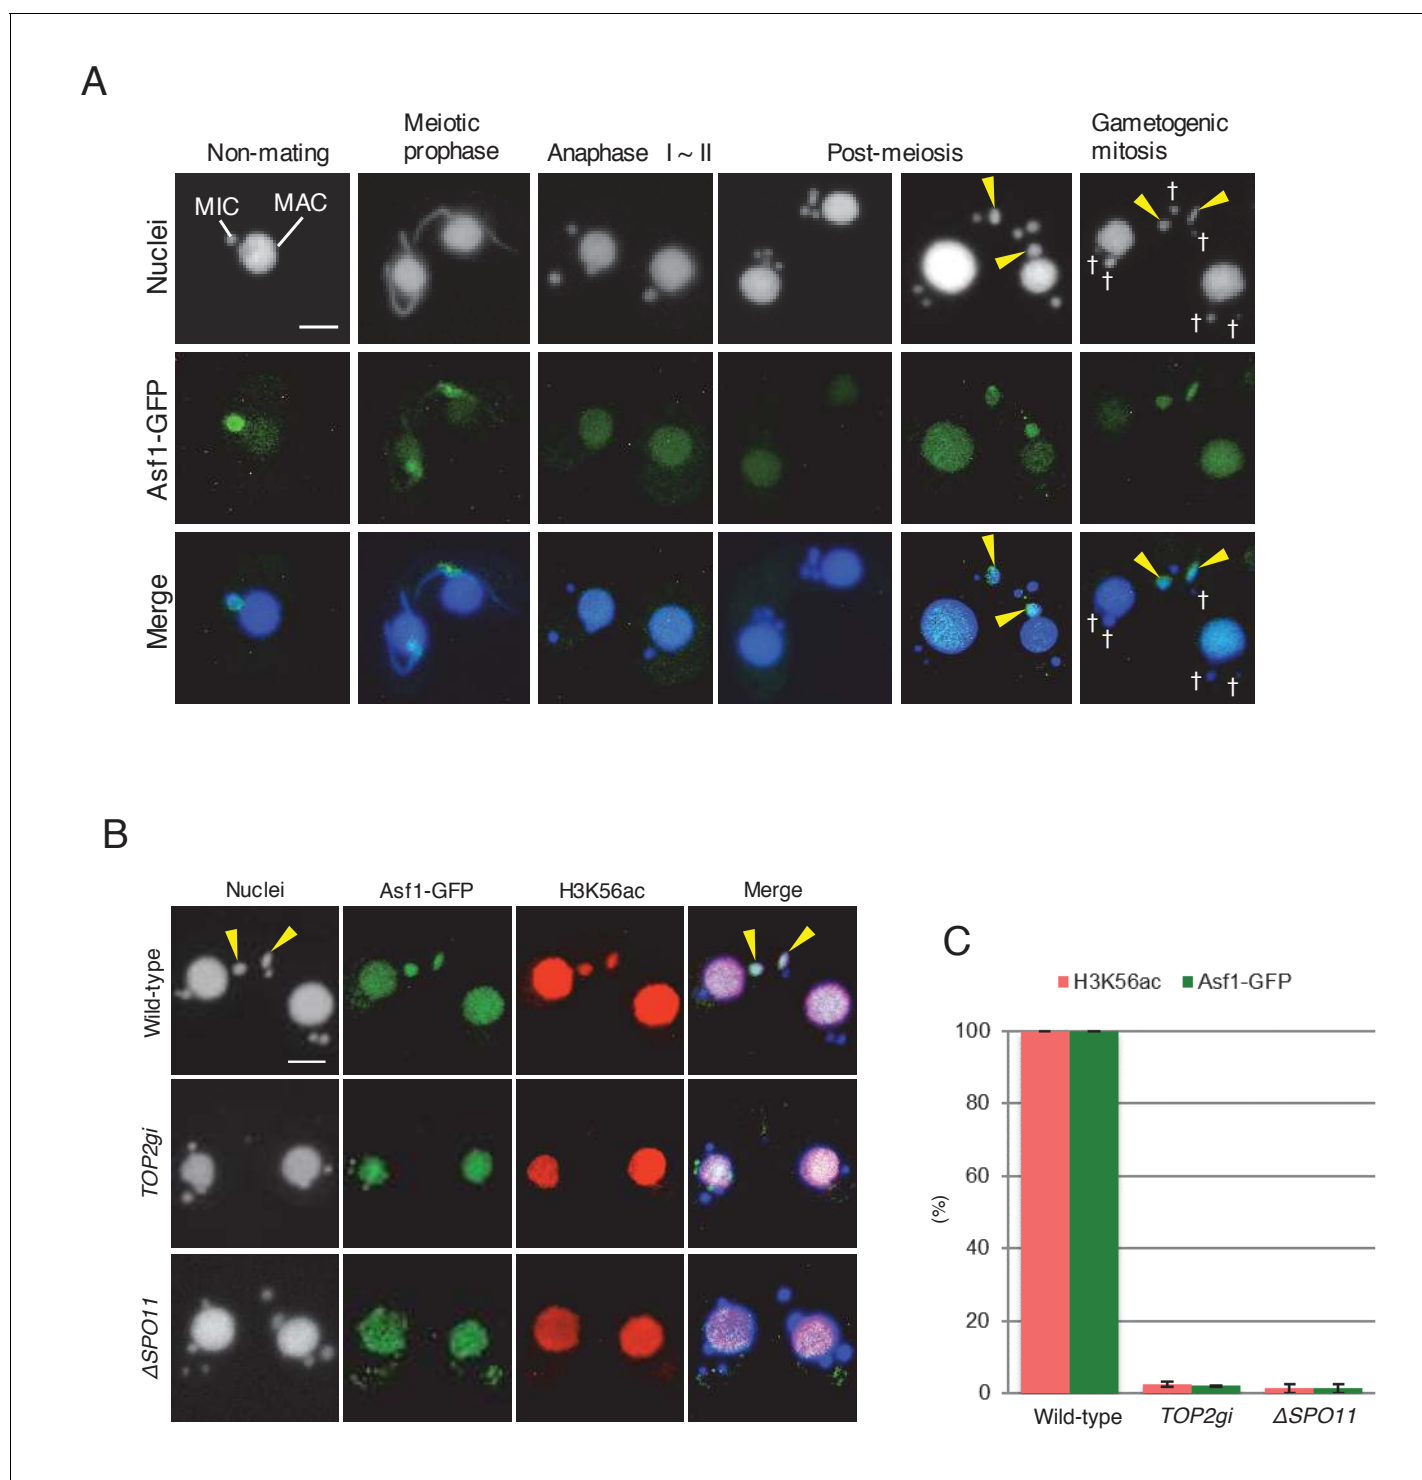 A
Non-mating
Meiotic
prophase
Anaphase I ~ II
Post-meiosis
Gametogenic
mitosis
Nuclei
MIC
MAC
†
†
†
†
†
†
Asf1-GFP
Merge
†
†
†
†
†
B
Nuclei
Asf1-GFP
H3K56ac
Merge
Wild-type
TOP2gi
ΔSPO11
C
H3K56ac
Asf1-GFP
100
80
60
40
20
0
(%)
Wild-type
TOP2gi
ΔSPO11